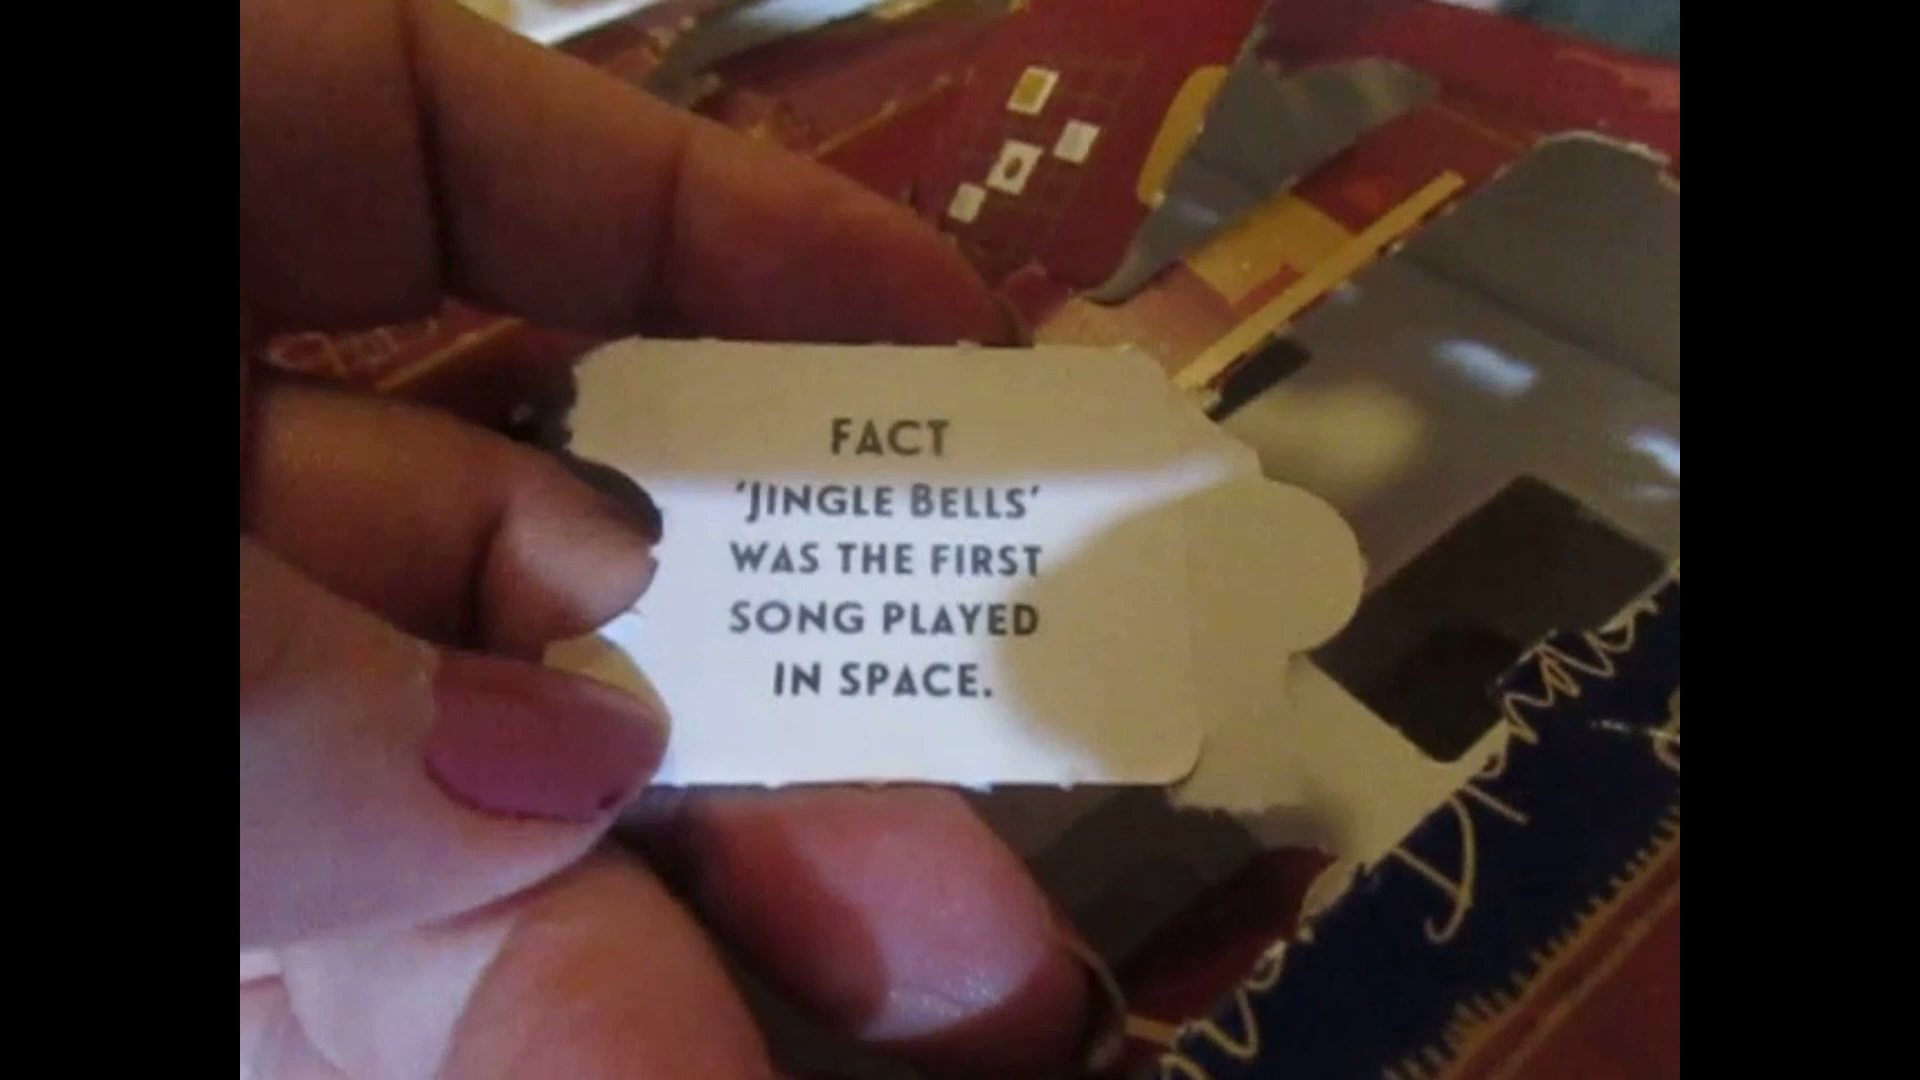 FACT
‘JINGLE BELLS’
WAS THE FIRST
SONG PLAYED
IN SPACE.